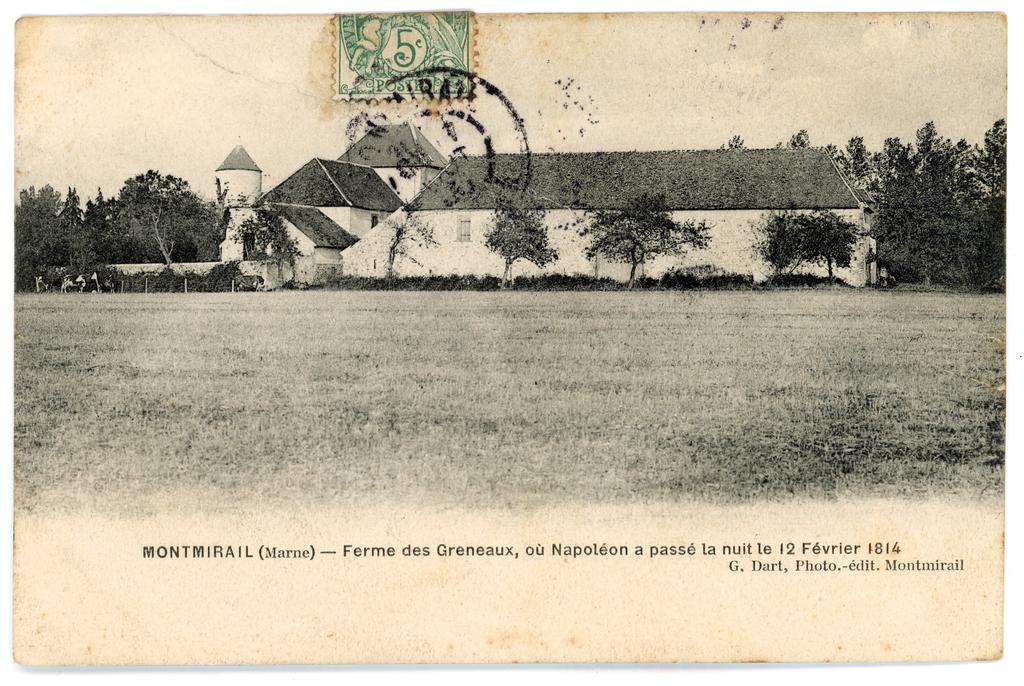 5c
POSTES
MONTMIRAIL (Marne) — Ferme des Greneaux, où Napoléon a passé la nuit le 12 Février 1814
G. Dart, Photo.-édit. Montmirail